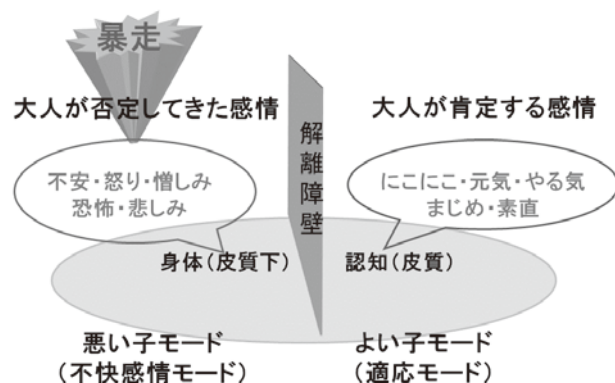 暴走
大人が否定してきた感情
不安・怒り・憎しみ
恐怖・悲しみ
身体(皮質下)
悪い子モード
(不快感情モード)
解離障壁
大人が肯定する感情
にこにこ・元気・やる気
まじめ・素直
認知(皮質)
よい子モード
(適応モード)